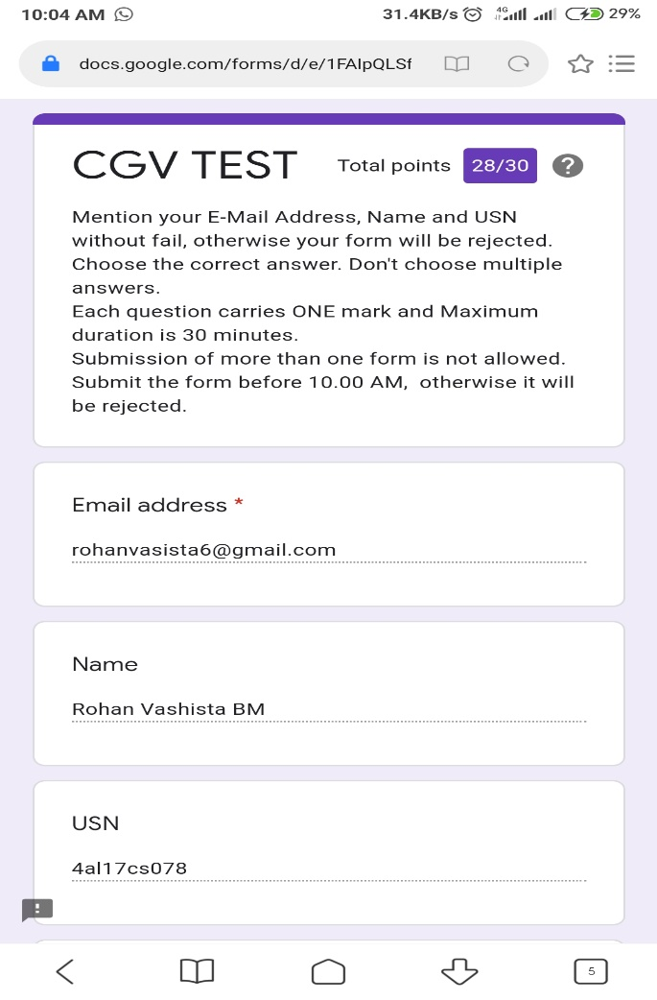 10:04 AM 31.4KB/s 4G 29%
docs.google.com/forms/d/e/1FAIpQLSf
CGV TEST Total points 28/30 ?
Mention your E-Mail Address, Name and USN
without fail, otherwise your form will be rejected.
Choose the correct answer. Don't choose multiple
answers.
Each question carries ONE mark and Maximum
duration is 30 minutes.
Submission of more than one form is not allowed.
Submit the form before 10.00 AM, otherwise it will
be rejected.
Email address *
rohanvasista6@gmail.com
Name
Rohan Vashista BM
USN
4al17cs078
!
5